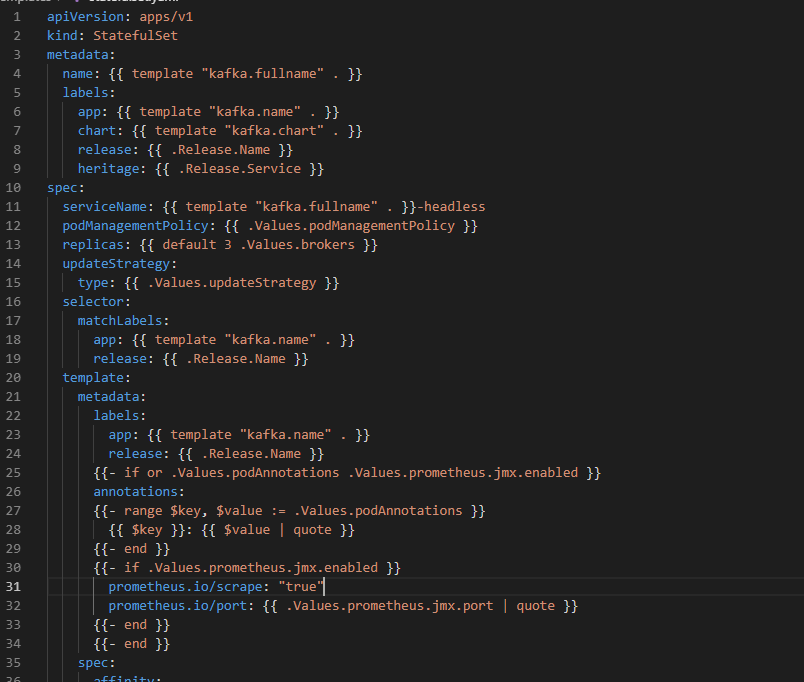 1 apiVersion: apps/v1
2 kind: StatefulSet
3 metadata:
4   name: {{ template "kafka.fullname" . }}
5   labels:
6     app: {{ template "kafka.name" . }}
7     chart: {{ template "kafka.chart" . }}
8     release: {{ .Release.Name }}
9     heritage: {{ .Release.Service }}
10 spec:
11   serviceName: {{ template "kafka.fullname" . }}-headless
12   podManagementPolicy: {{ .Values.podManagementPolicy }}
13   replicas: {{ default 3 .Values.brokers }}
14   updateStrategy:
15     type: {{ .Values.updateStrategy }}
16   selector:
17     matchLabels:
18       app: {{ template "kafka.name" . }}
19       release: {{ .Release.Name }}
20   template:
21     metadata:
22       labels:
23         app: {{ template "kafka.name" . }}
24         release: {{ .Release.Name }}
25       {{- if or .Values.podAnnotations .Values.prometheus.jmx.enabled }}
26       annotations:
27       {{- range $key, $value := .Values.podAnnotations }}
28         {{ $key }}: {{ $value | quote }}
29       {{- end }}
30       {{- if .Values.prometheus.jmx.enabled }}
31         prometheus.io/scrape: "true"
32         prometheus.io/port: {{ .Values.prometheus.jmx.port | quote }}
33       {{- end }}
34       {{- end }}
35     spec:
36       affinity: